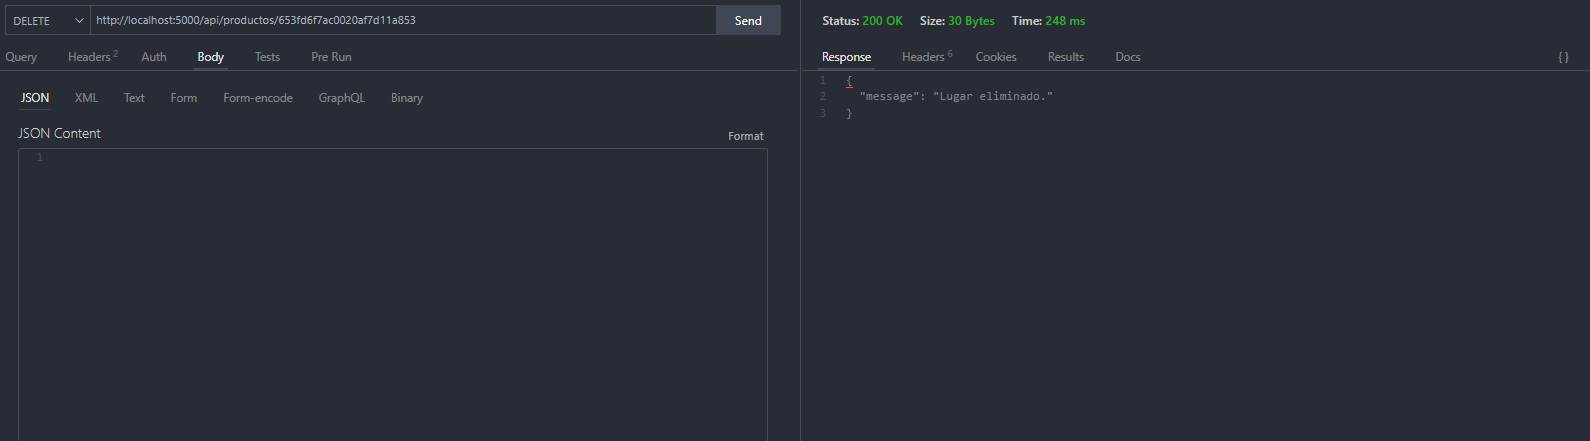 DELETE http://localhost:5000/api/productos/653fd6f7ac0020af7d11a853 Send
Query Headers 2 Auth Body Tests Pre Run
JSON XML Text Form Form-encode GraphQL Binary
JSON Content Format
1
Status: 200 OK Size: 30 Bytes Time: 248 ms
Response Headers 6 Cookies Results Docs {}
1 {
2 "message": "Lugar eliminado."
3 }